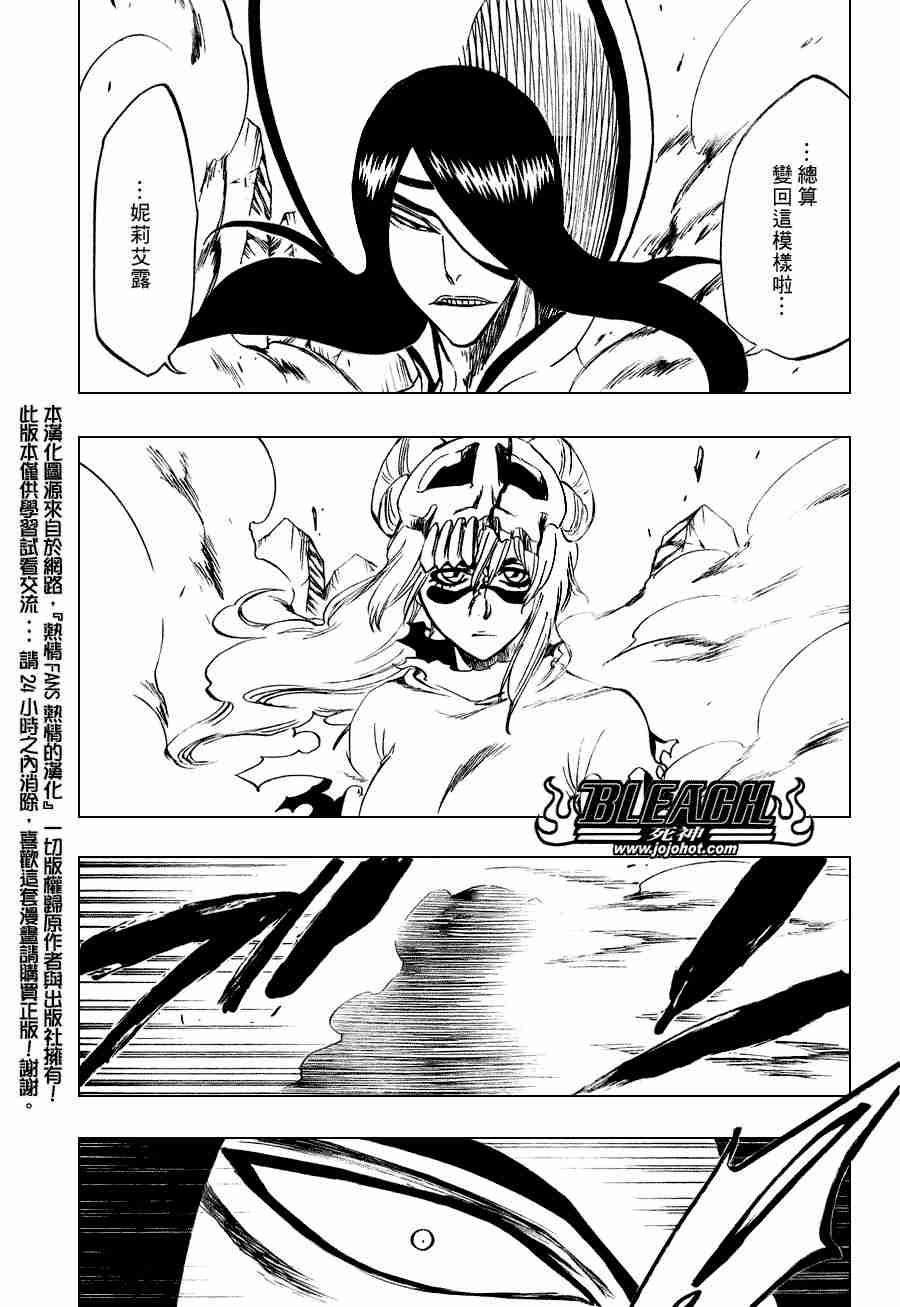 …總算
變回這模樣啦…
…妮莉艾露
BLEACH
死神
www.jojohot.com
本漢化圖源來自於網路，『熱情FANS熱情的漢化』一切版權歸原作者與出版社擁有！
此版本僅供學習試看交流…請24小時之內消除，喜歡這套漫畫請購買正版！謝謝。